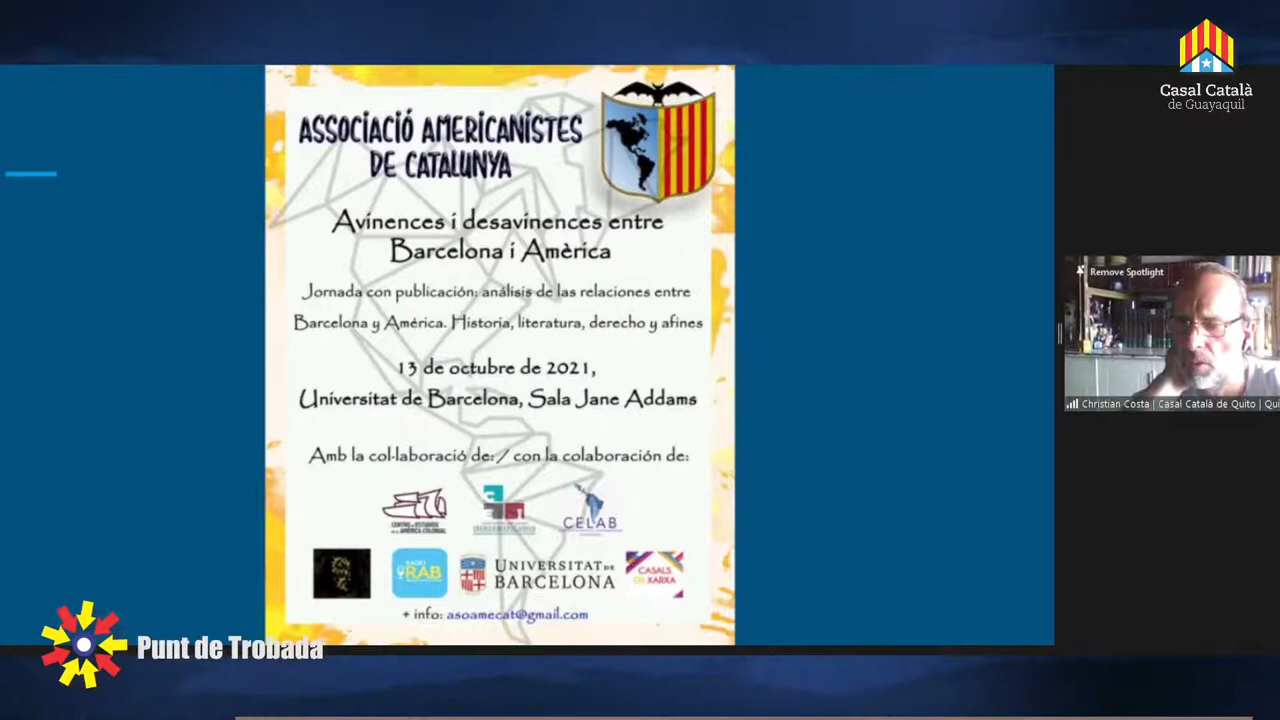 Casal Català
de Guayaquil
ASSOCIACIÓ AMERICANISTES
DE CATALUNYA
Avinences i desavinences entre
Barcelona i Amèrica
Jornada con publicación: análisis de las relaciones entre
Barcelona y América. Historia, literatura, derecho y afines
13 de octubre de 2021,
Universitat de Barcelona, Sala Jane Addams
Amb la col·laboració de: / con la colaboración de:
CELAB
RAB
UNIVERSITAT DE
BARCELONA
CASALS
EN XARXA
+ info: asoamecat@gmail.com
Remove Spotlight
Christian Costa | Casal Català de Quito | Qui
Punt de Trobada